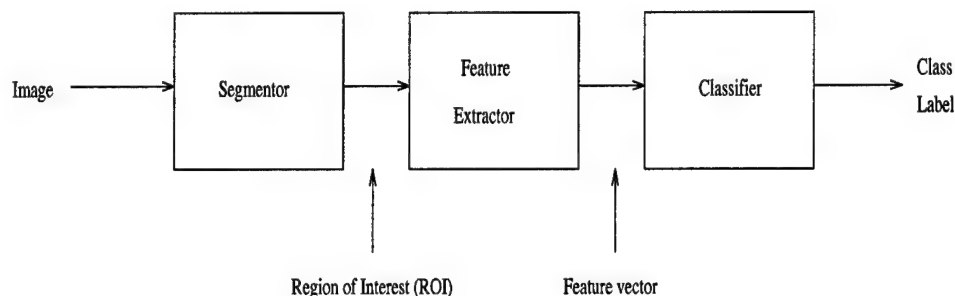 Image
Segmentor
Feature
Extractor
Classifier
Class
Label
Region of Interest (ROI)
Feature vector